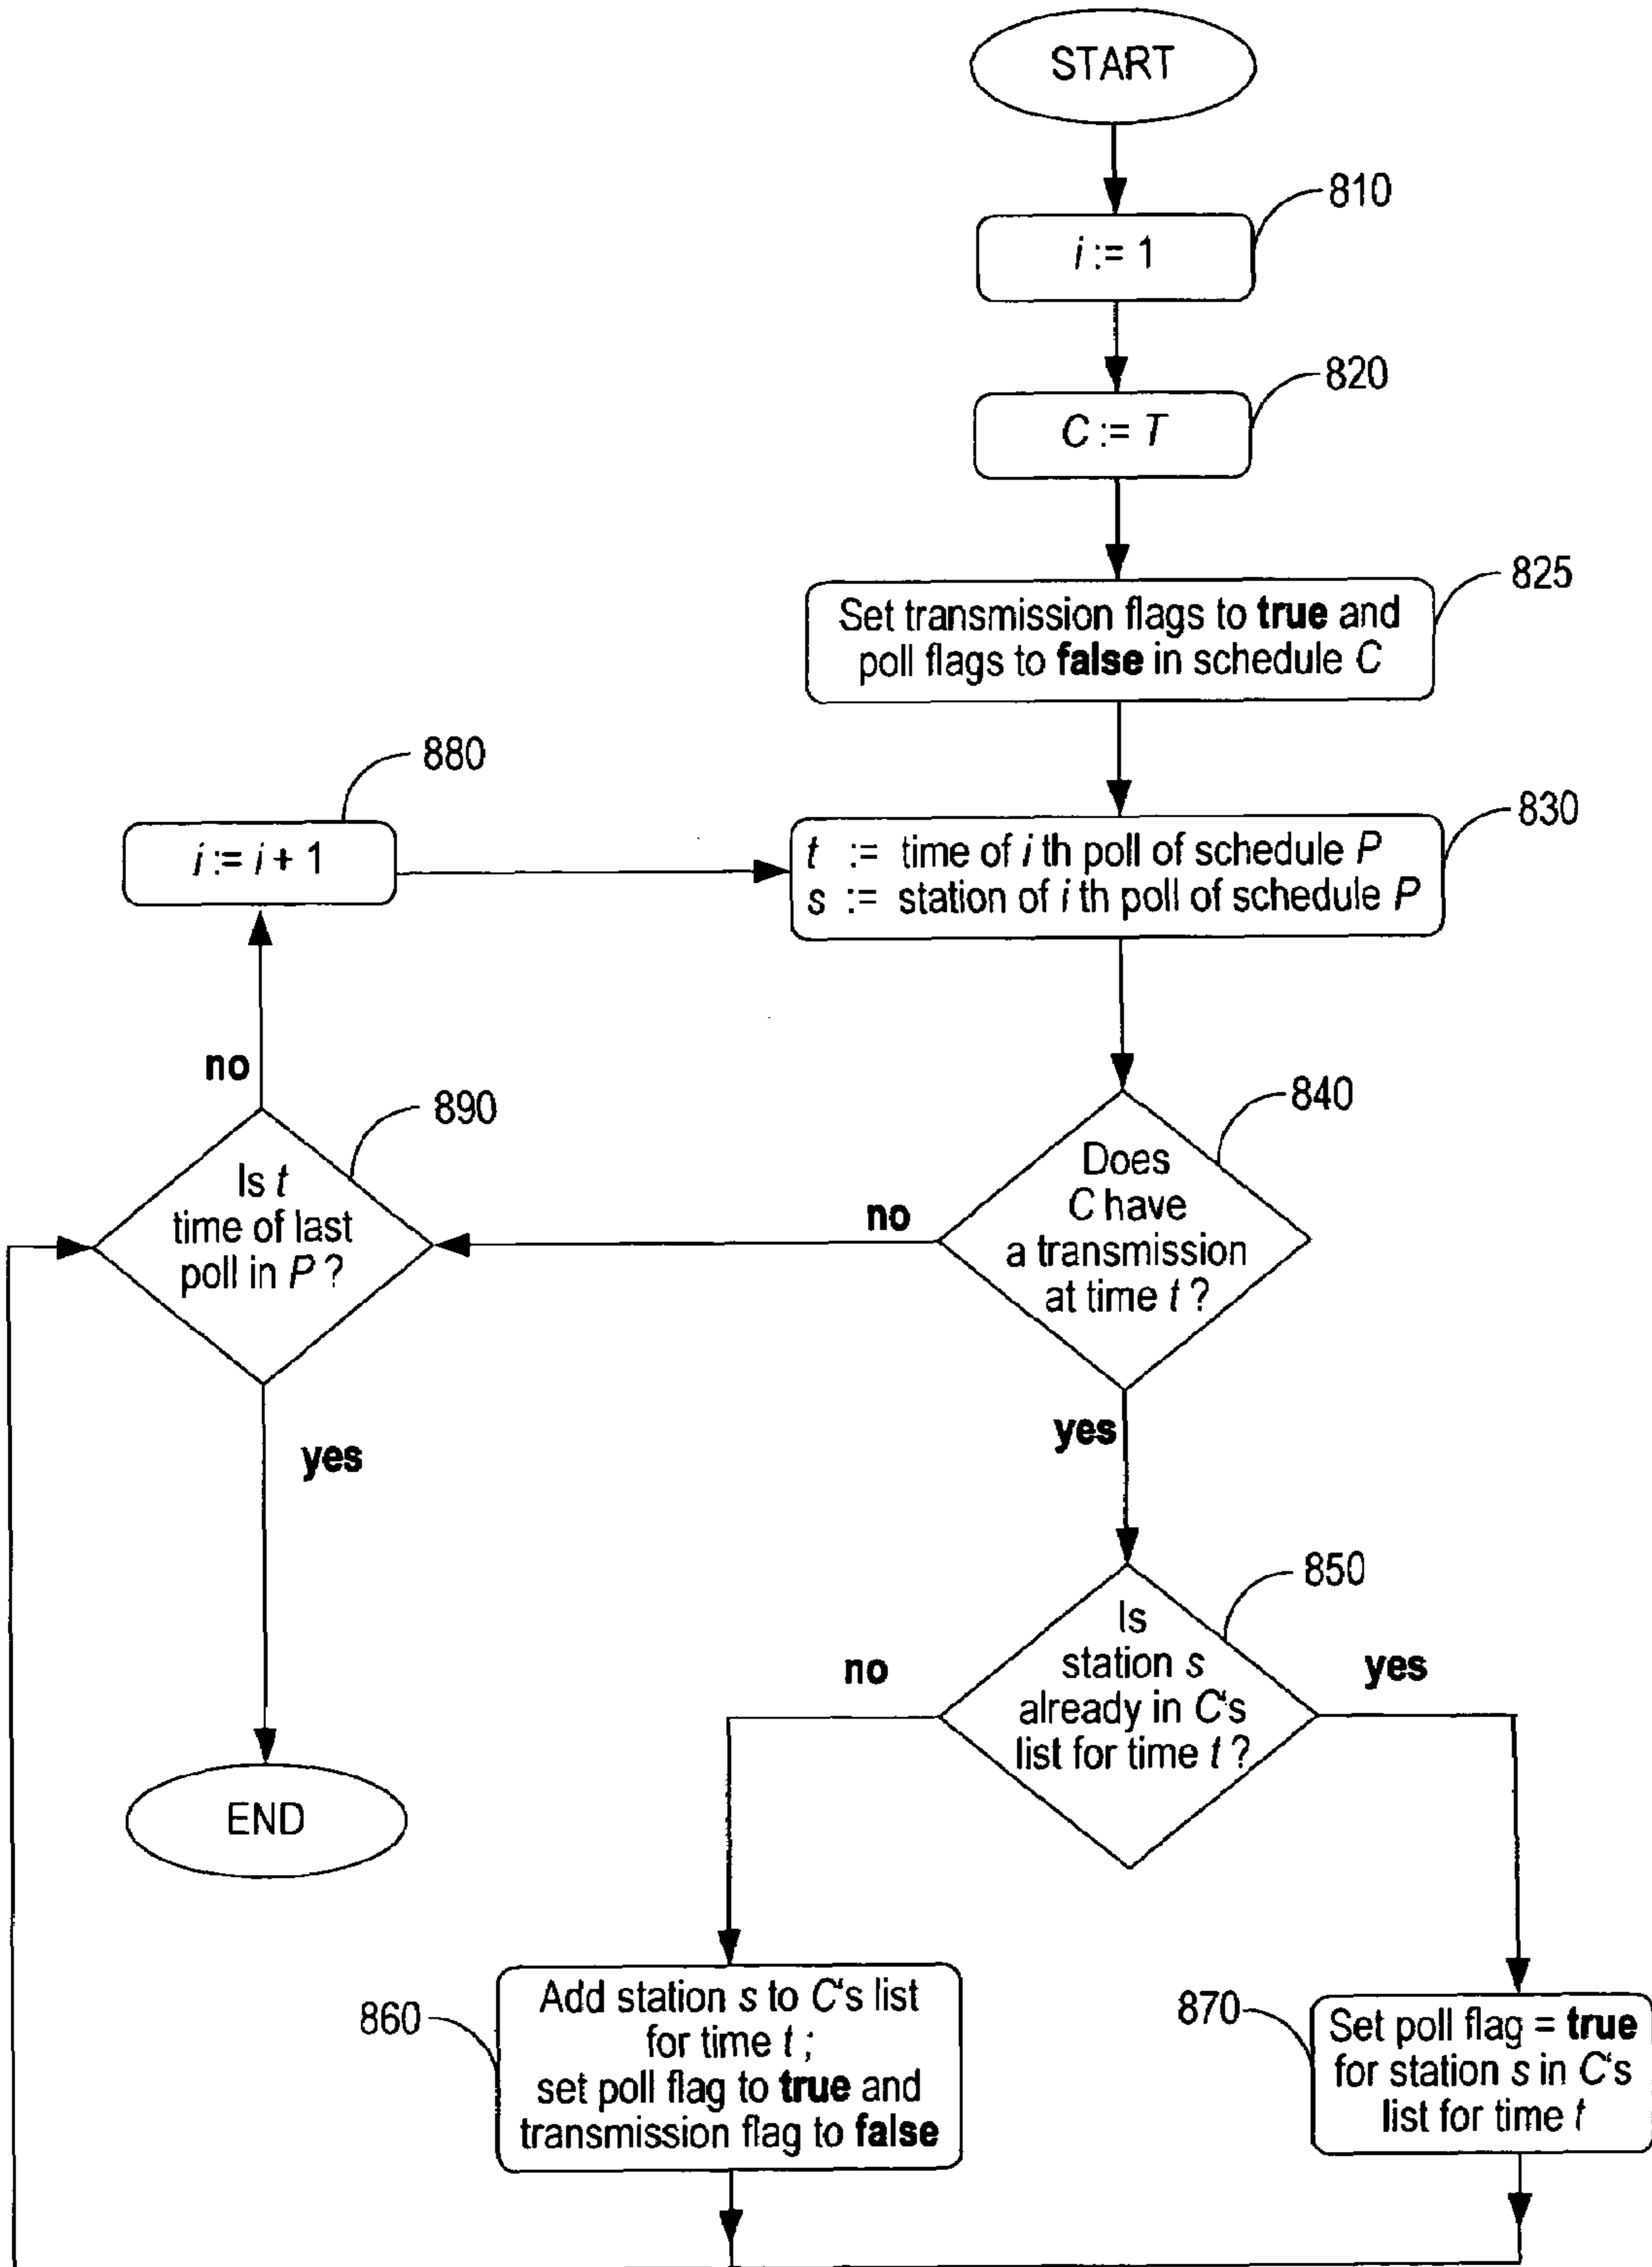 START
810
i := 1
820
C := T
825
Set transmission flags to true and
poll flags to false in schedule C
880
i := i + 1
830
t := time of i th poll of schedule P
s := station of i th poll of schedule P
no
890
Is t
time of last
poll in P ?
yes
END
840
Does
C have
a transmission
at time t ?
no
yes
850
Is
station s
already in C's
list for time t ?
no
yes
860
Add station s to C's list
for time t ;
set poll flag to true and
transmission flag to false
870
Set poll flag = true
for station s in C's
list for time t